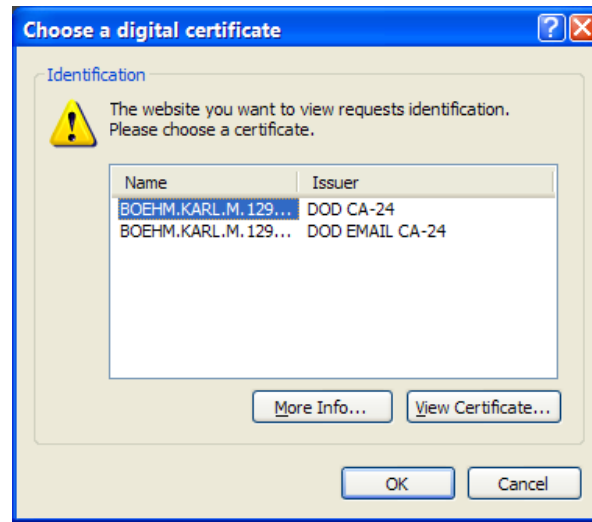 Choose a digital certificate
Identification
The website you want to view requests identification.
Please choose a certificate.
Name Issuer
BOEHM.KARL.M.129... DOD CA-24
BOEHM.KARL.M.129... DOD EMAIL CA-24
More Info... View Certificate...
OK Cancel